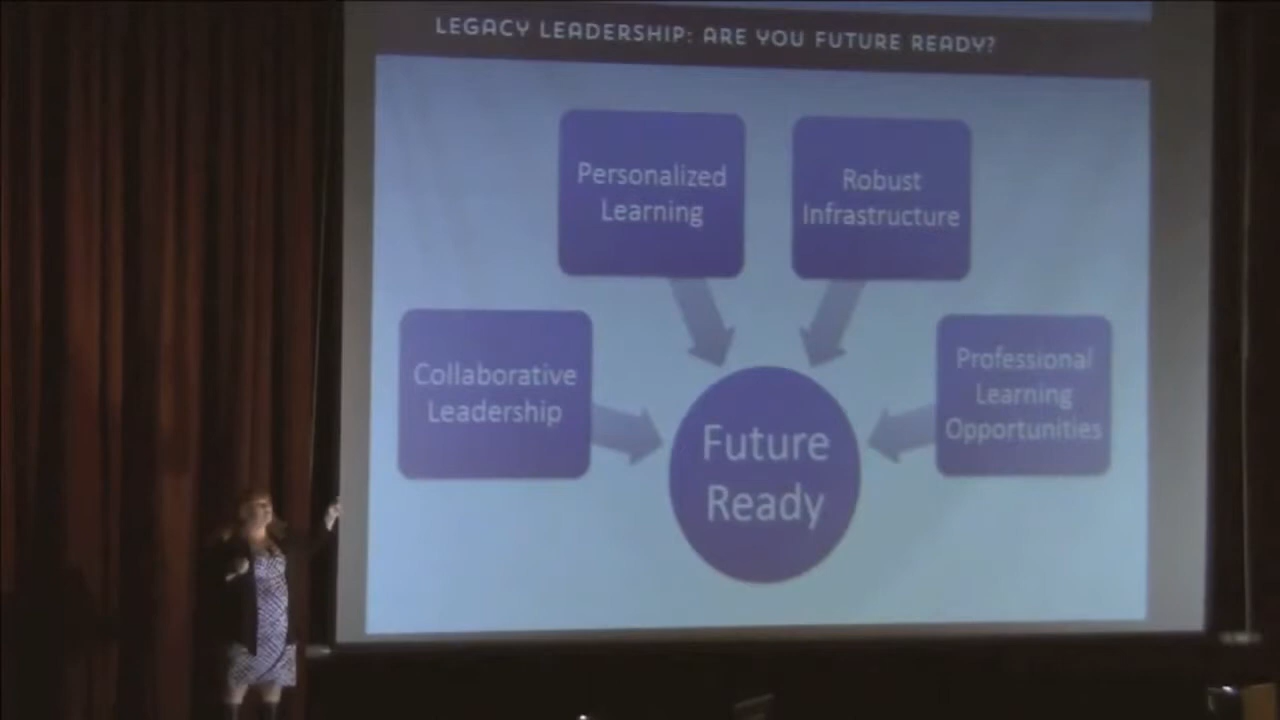 LEGACY LEADERSHIP: ARE YOU FUTURE READY?
Personalized
Learning
Robust
Infrastructure
Collaborative
Leadership
Professional
Learning
Opportunities
Future
Ready